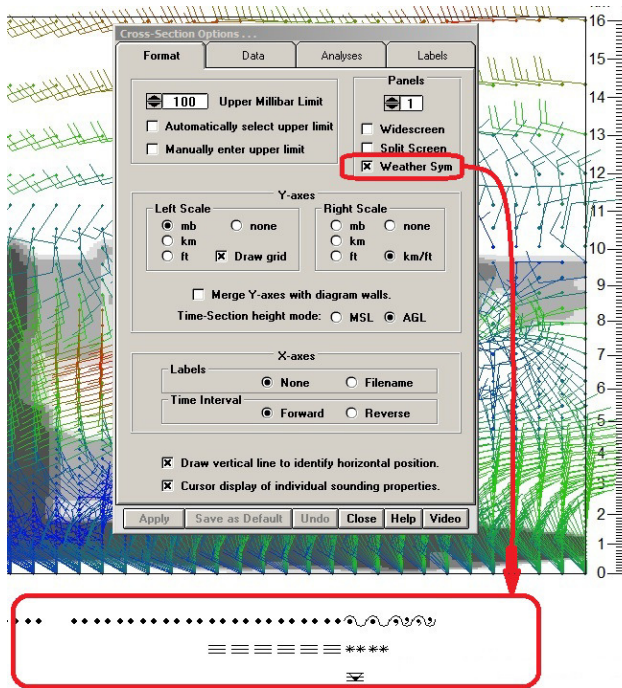 Cross-Section Options . . .
Format Data Analyses Labels
Panels
100 Upper Millibar Limit
1
Automatically select upper limit
Widescreen
Manually enter upper limit
Split Screen
Weather Sym
Y-axes
Left Scale
Right Scale
mb none
mb none
km
km
ft Draw grid
ft km/ft
Merge Y-axes with diagram walls.
Time-Section height mode: MSL AGL
X-axes
Labels
None Filename
Time Interval
Forward Reverse
Draw vertical line to identify horizontal position.
Cursor display of individual sounding properties.
Apply Save as Default Undo Close Help Video
16
15
14
13
12
11
10
9
8
7
6
5
4
3
2
1
0